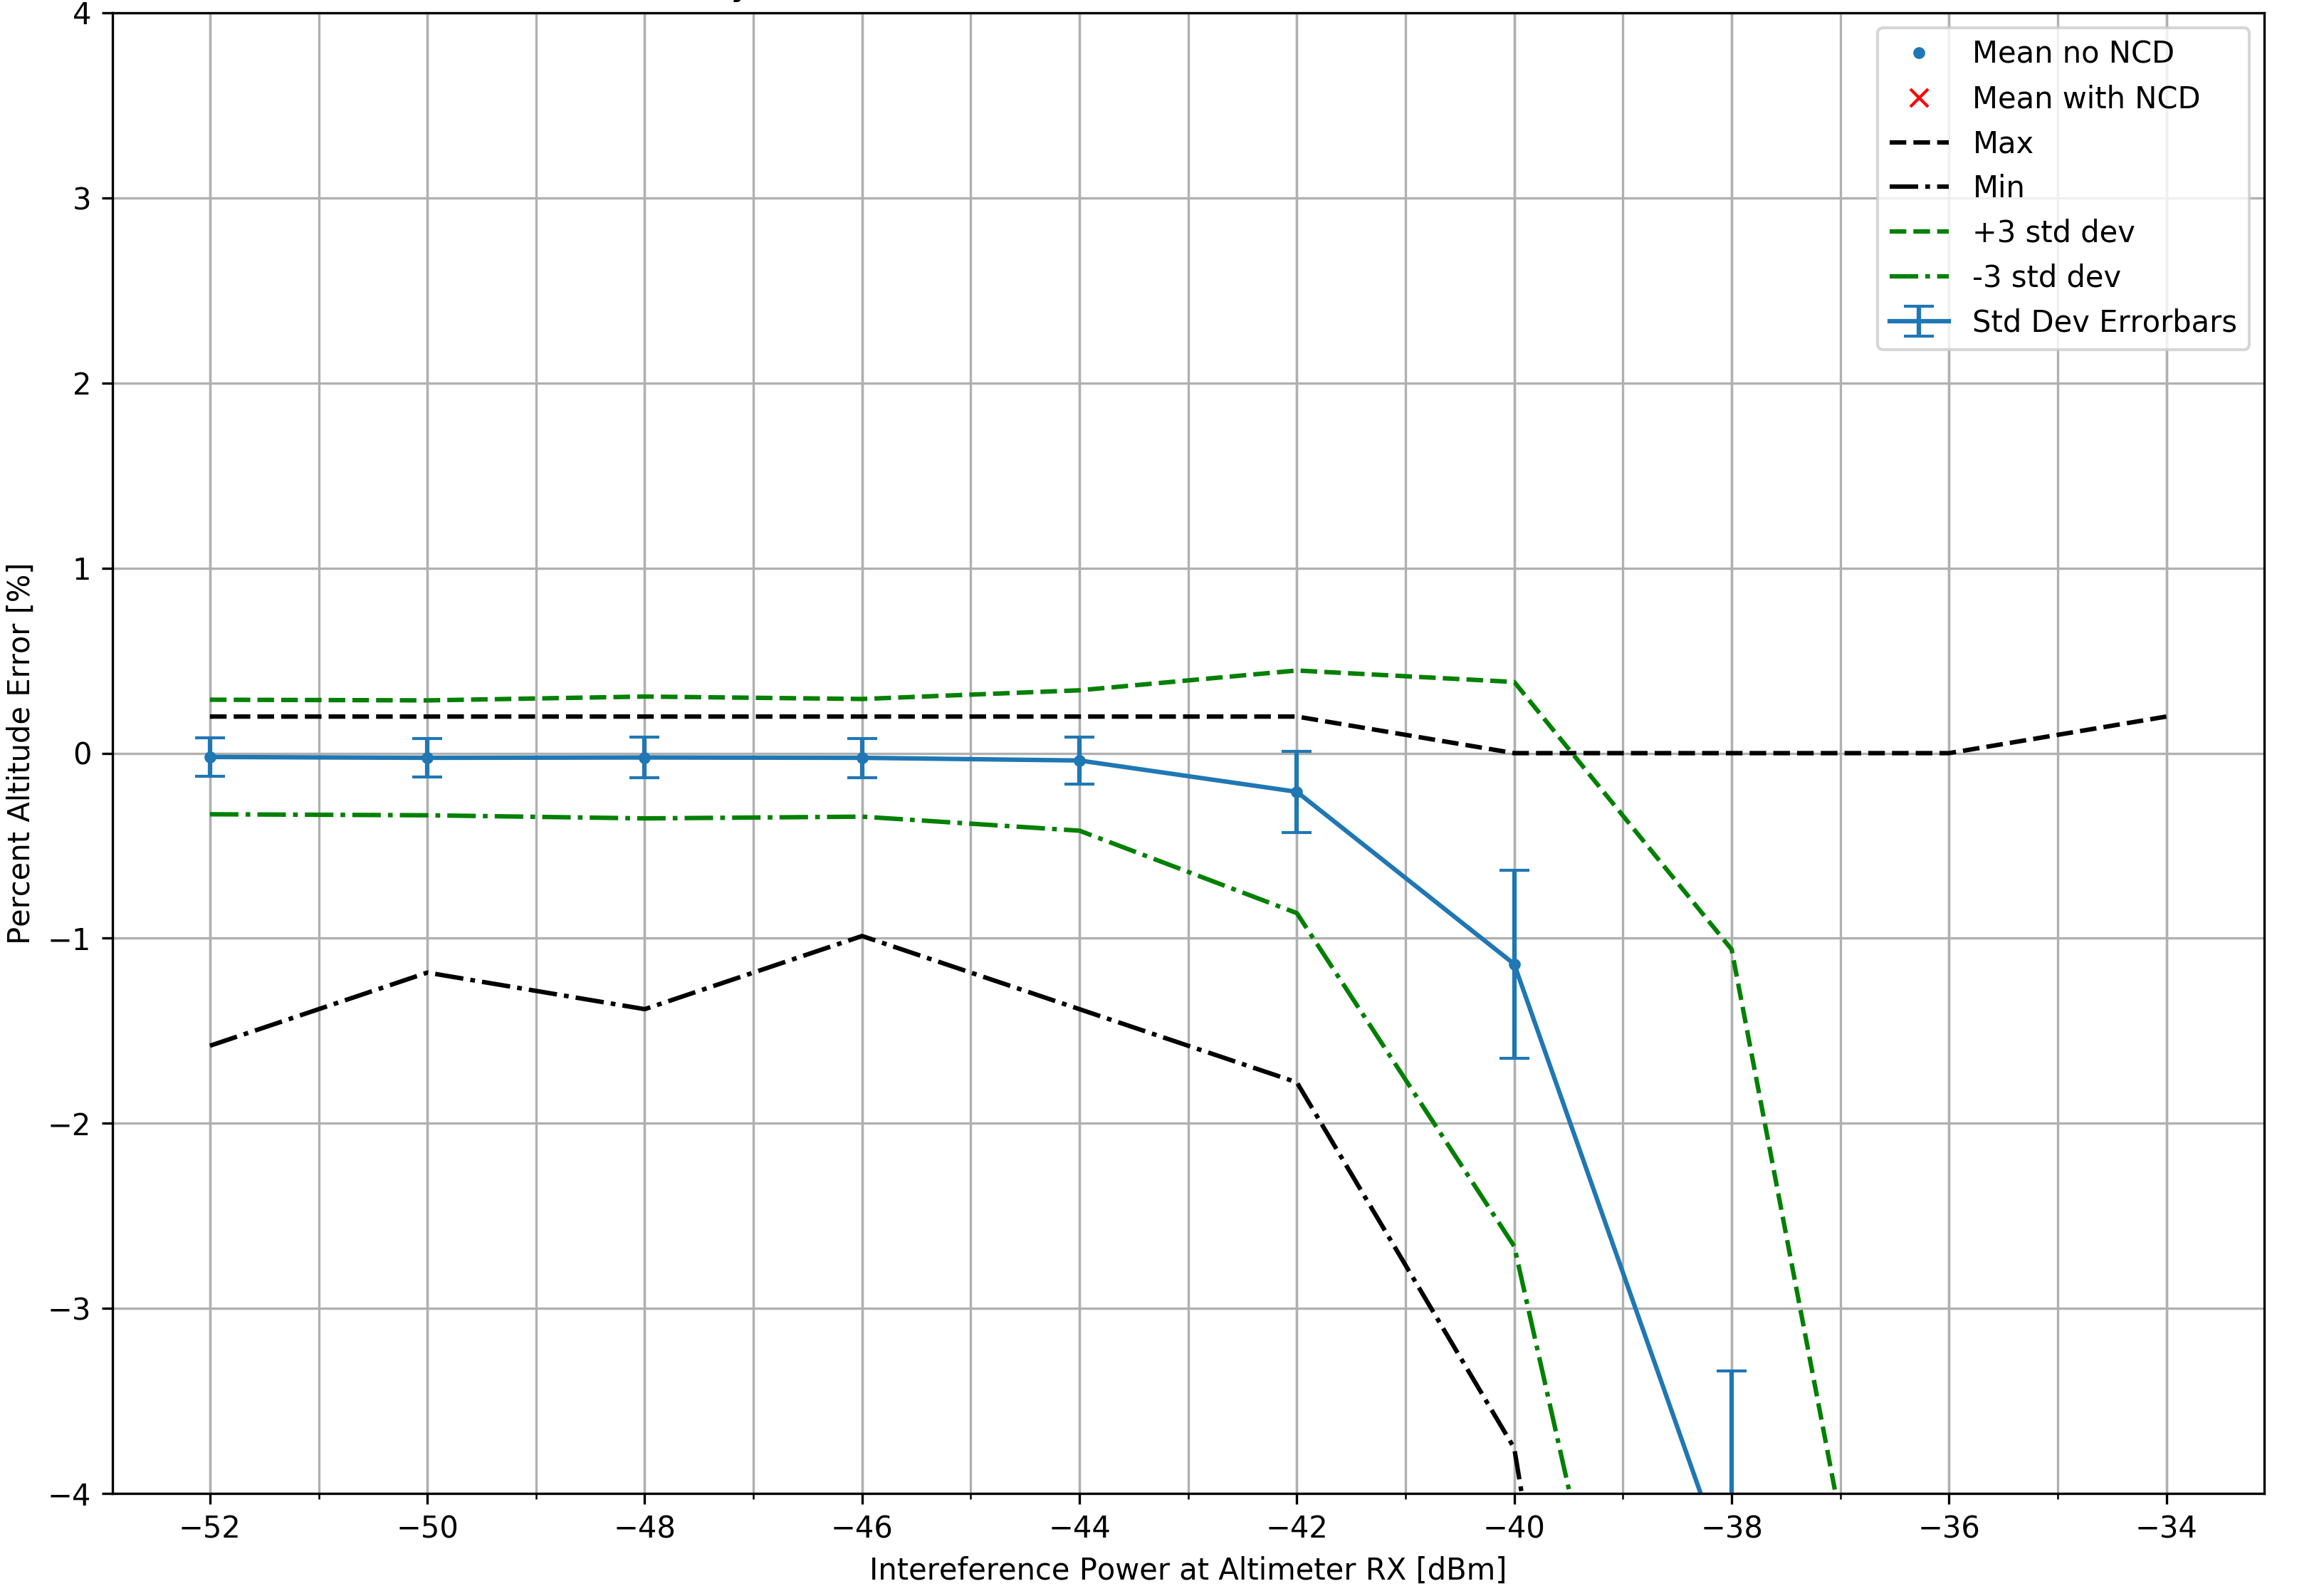 4
3
2
1
0
−1
−2
−3
−4
Percent Altitude Error [%]
Mean no NCD
Mean with NCD
Max
Min
+3 std dev
-3 std dev
Std Dev Errorbars
−52 −50 −48 −46 −44 −42 −40 −38 −36 −34
Intereference Power at Altimeter RX [dBm]